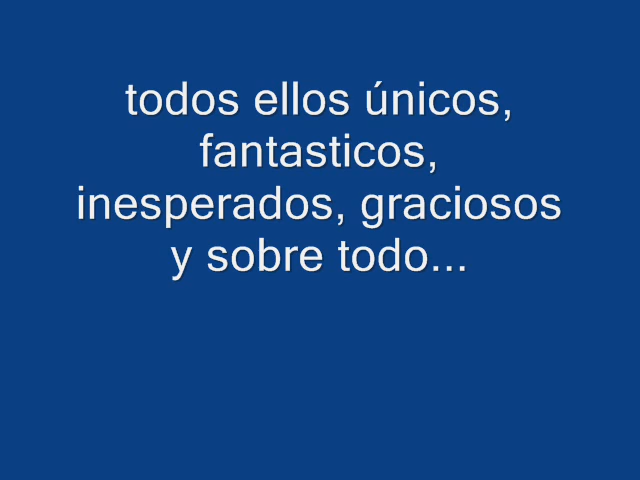 todos ellos únicos,
fantasticos,
inesperados, graciosos
y sobre todo...